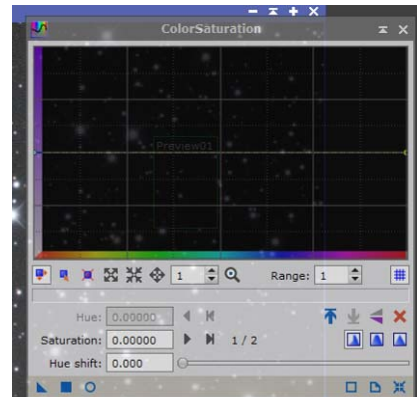 ColorSaturation
Preview01
1 Range: 1
Hue: 0.00000
Saturation: 0.00000 1 / 2
Hue shift: 0.000